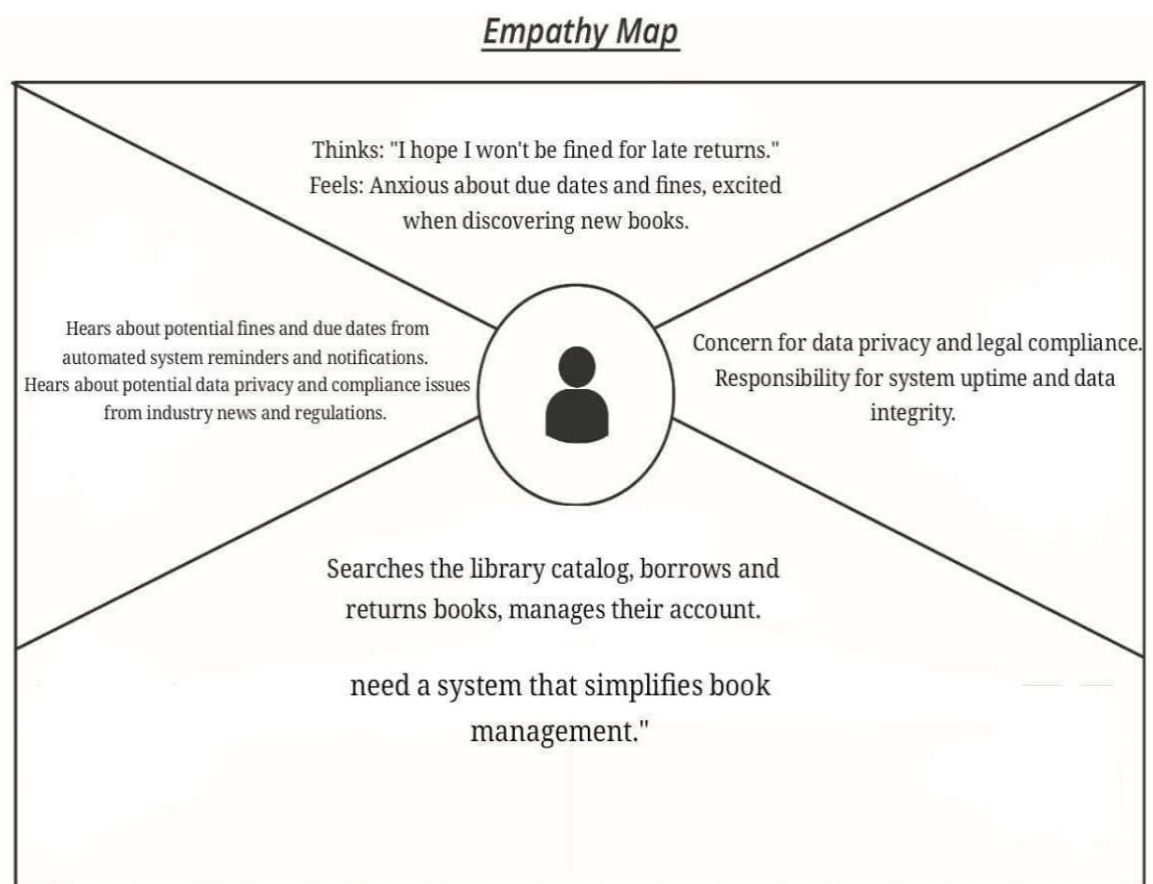 Empathy Map
Thinks: "I hope I won't be fined for late returns."
Feels: Anxious about due dates and fines, excited
when discovering new books.
Hears about potential fines and due dates from
automated system reminders and notifications.
Hears about potential data privacy and compliance issues
from industry news and regulations.
Concern for data privacy and legal compliance.
Responsibility for system uptime and data
integrity.
Searches the library catalog, borrows and
returns books, manages their account.
need a system that simplifies book
management."